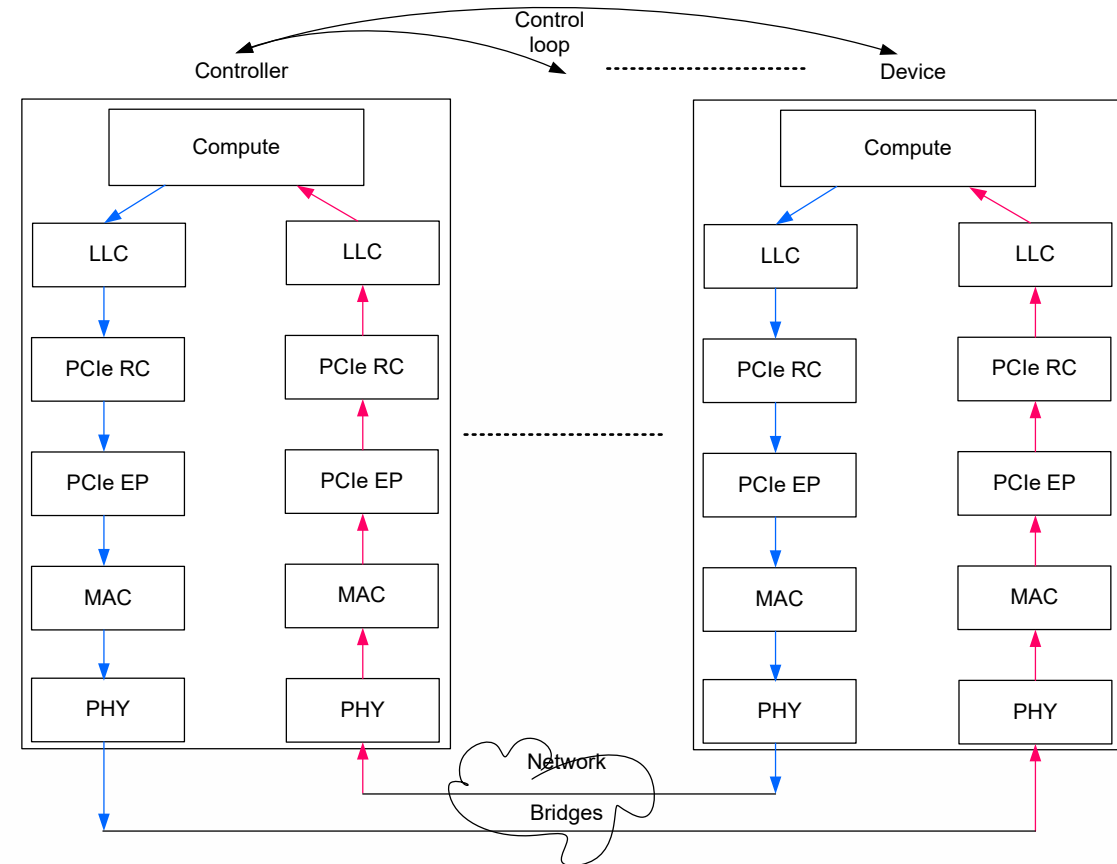 Control
loop
Controller
Device
Compute
Compute
LLC
LLC
LLC
LLC
PCIe RC
PCIe RC
PCIe RC
PCIe RC
PCIe EP
PCIe EP
PCIe EP
PCIe EP
MAC
MAC
MAC
MAC
PHY
PHY
PHY
PHY
Network
Bridges